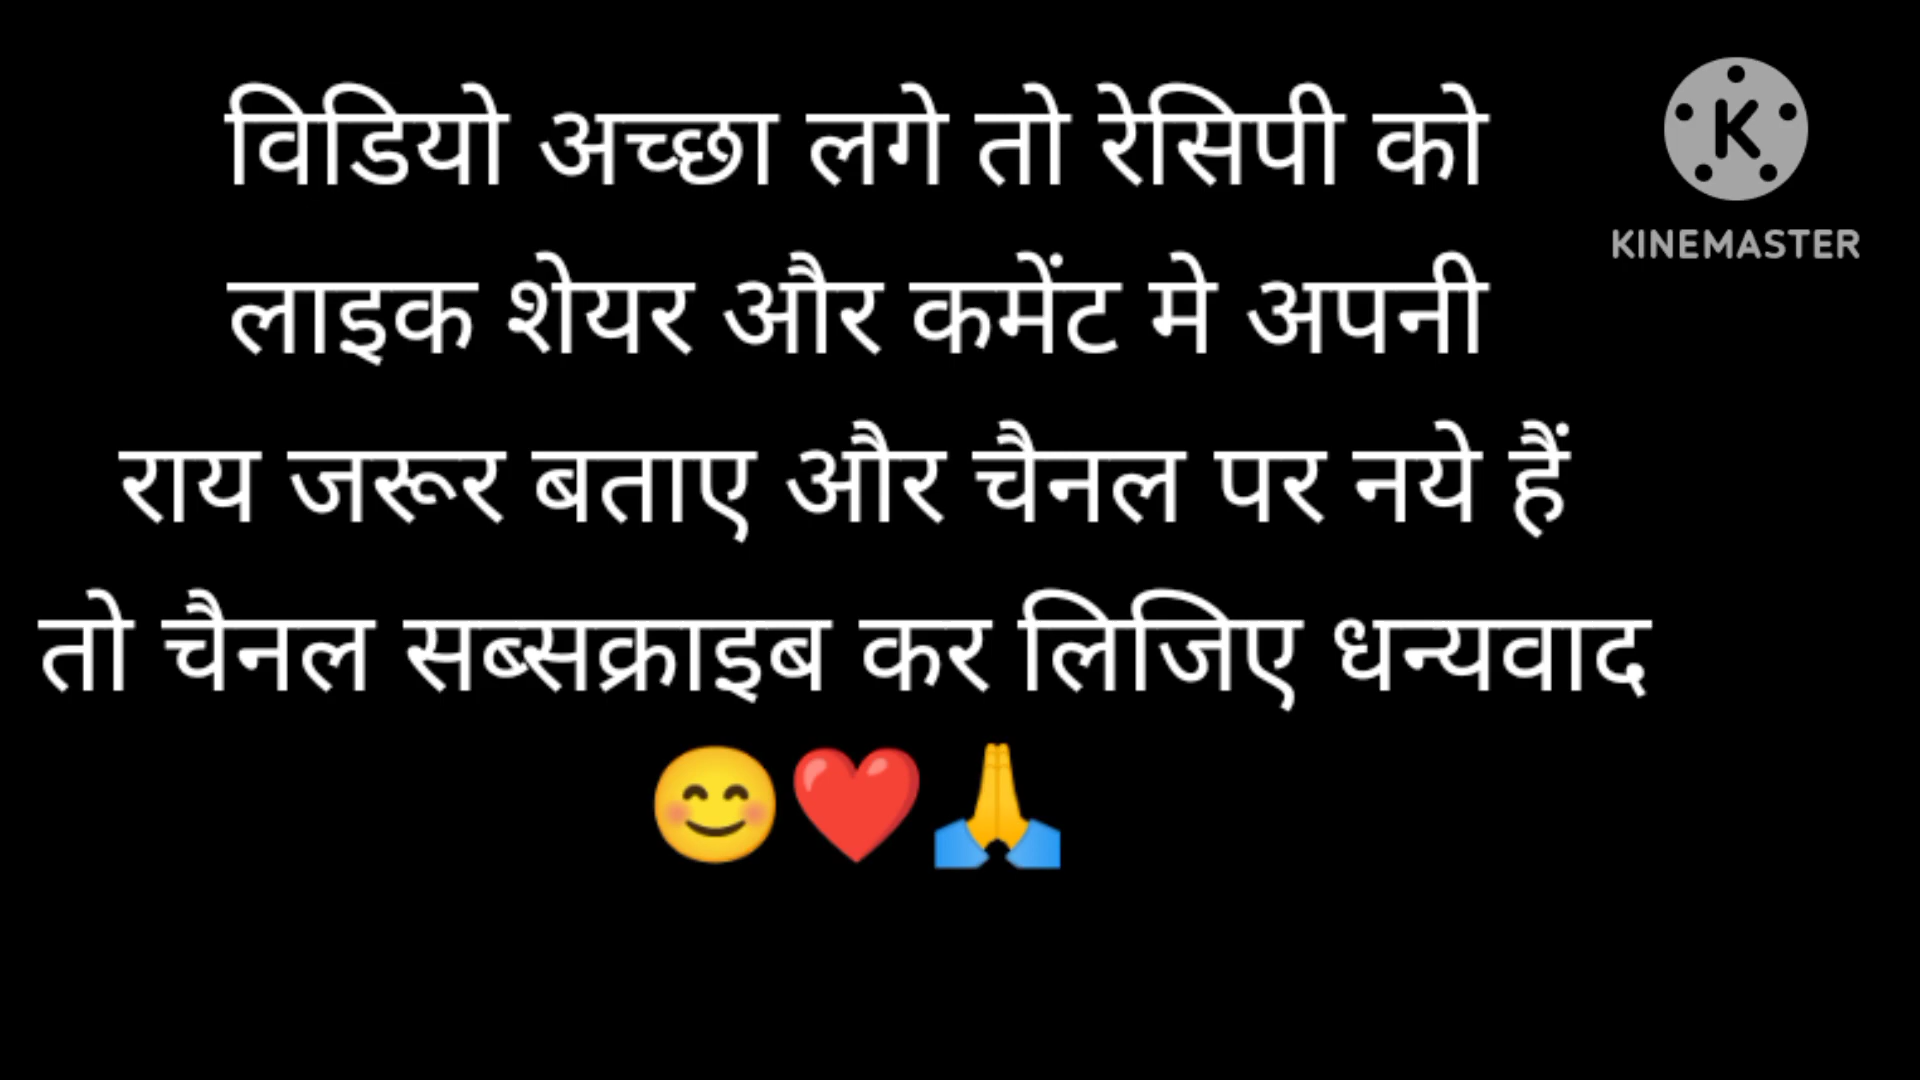 विडियो अच्छा लगे तो रेसिपी को
लाइक शेयर और कमेंट मे अपनी
राय जरूर बताए और चैनल पर नये हैं
तो चैनल सब्सक्राइब कर लिजिए धन्यवाद
😊❤️🙏
K
KINEMASTER